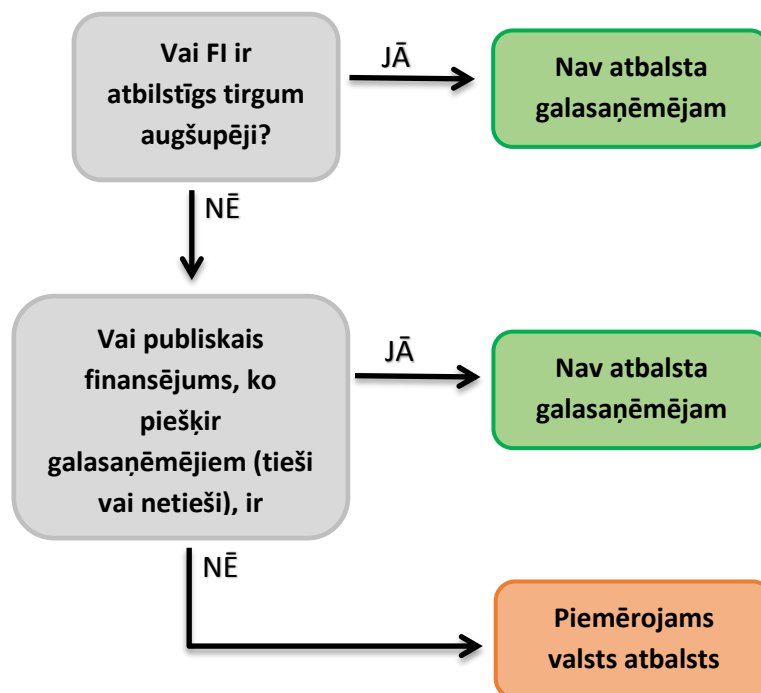 Vai FI ir
atbilstīgs tirgum
augšupēji?
JĀ
Nav atbalsta
galasaņēmējam
NĒ
Vai publiskais
finansējums, ko
piešķir
galasaņēmējiem (tieši
vai netieši), ir
JĀ
Nav atbalsta
galasaņēmējam
NĒ
Piemērojams
valsts atbalsts